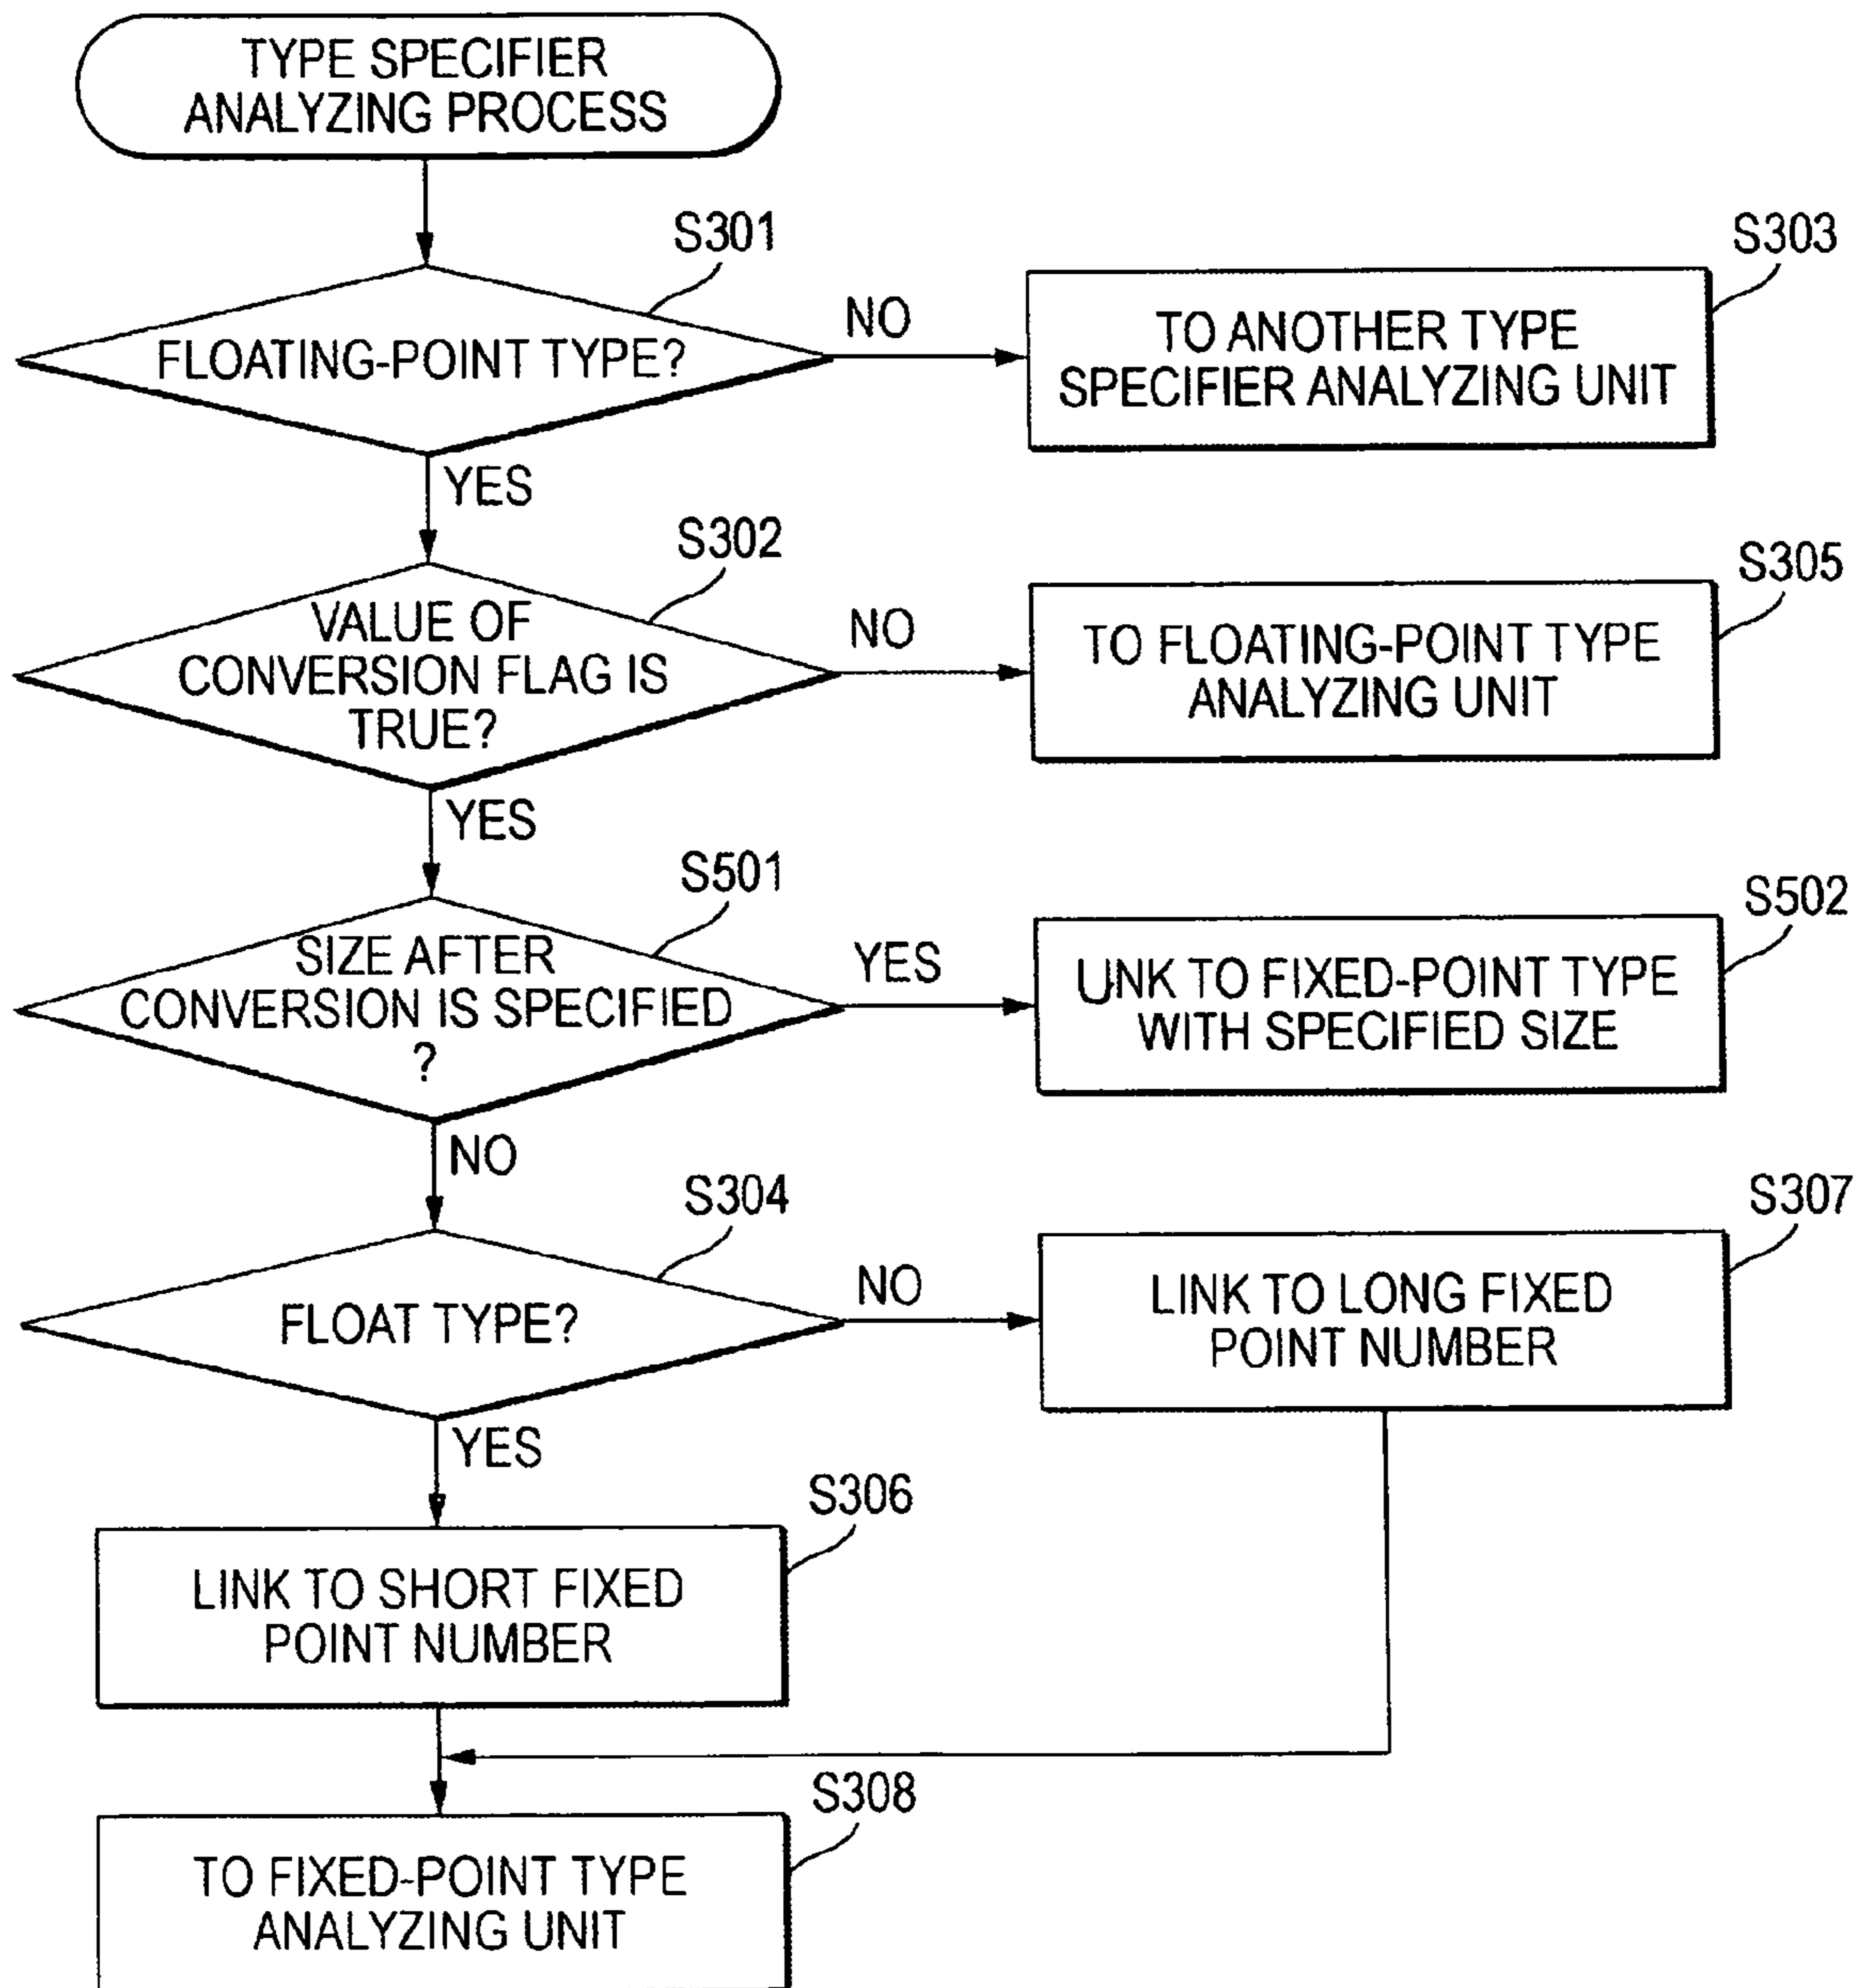 TYPE SPECIFIER
ANALYZING PROCESS
S301
FLOATING-POINT TYPE?
NO
S303
TO ANOTHER TYPE
SPECIFIER ANALYZING UNIT
YES
S302
VALUE OF
CONVERSION FLAG IS
TRUE?
NO
S305
TO FLOATING-POINT TYPE
ANALYZING UNIT
YES
S501
SIZE AFTER
CONVERSION IS SPECIFIED
?
YES
S502
LINK TO FIXED-POINT TYPE
WITH SPECIFIED SIZE
NO
S304
FLOAT TYPE?
NO
S307
LINK TO LONG FIXED
POINT NUMBER
YES
S306
LINK TO SHORT FIXED
POINT NUMBER
S308
TO FIXED-POINT TYPE
ANALYZING UNIT